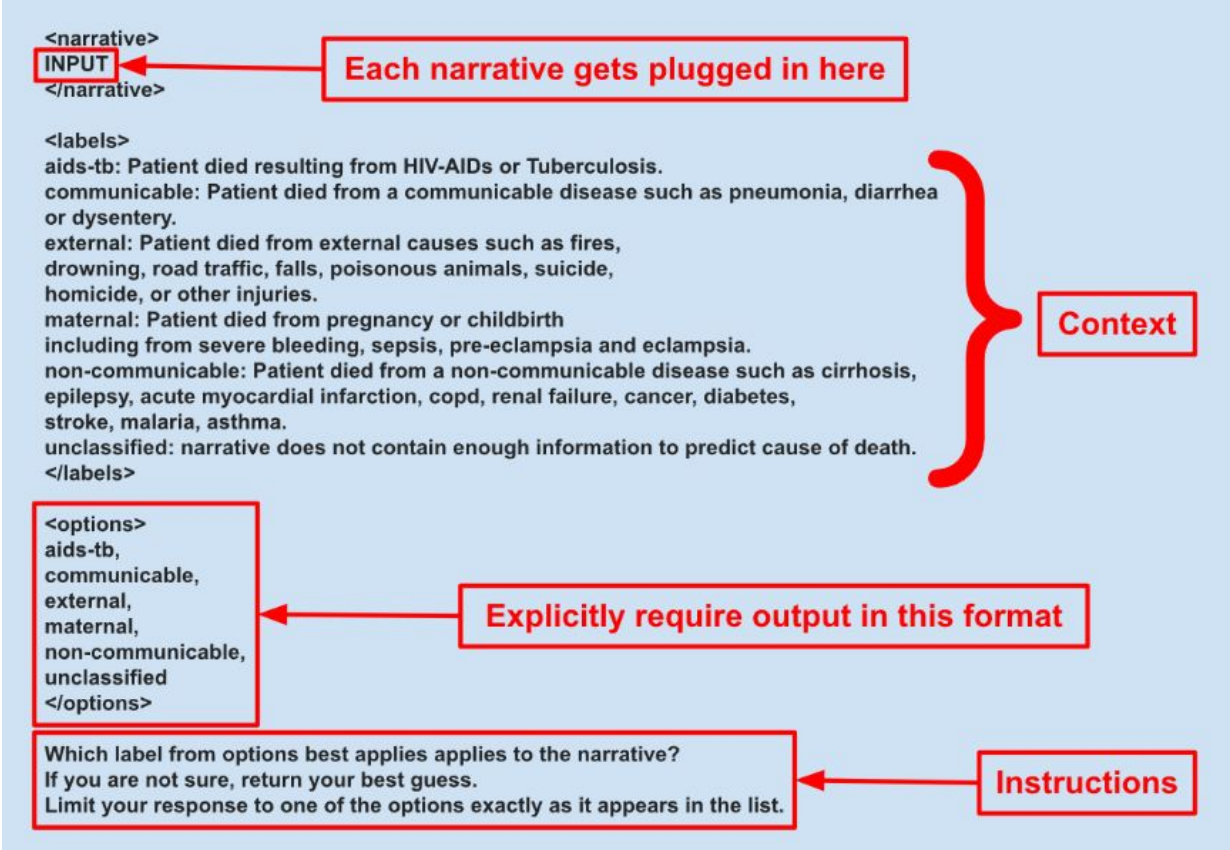 <narrative>
INPUT
Each narrative gets plugged in here
</narrative>
<labels>
aids-tb: Patient died resulting from HIV-AIDs or Tuberculosis.
communicable: Patient died from a communicable disease such as pneumonia, diarrhea
or dysentery.
external: Patient died from external causes such as fires,
drowning, road traffic, falls, poisonous animals, suicide,
homicide, or other injuries.
maternal: Patient died from pregnancy or childbirth
including from severe bleeding, sepsis, pre-eclampsia and eclampsia.
non-communicable: Patient died from a non-communicable disease such as cirrhosis,
epilepsy, acute myocardial infarction, copd, renal failure, cancer, diabetes,
stroke, malaria, asthma.
unclassified: narrative does not contain enough information to predict cause of death.
</labels>
Context
<options>
aids-tb,
communicable,
external,
maternal,
non-communicable,
unclassified
</options>
Explicitly require output in this format
Which label from options best applies applies to the narrative?
If you are not sure, return your best guess.
Limit your response to one of the options exactly as it appears in the list.
Instructions